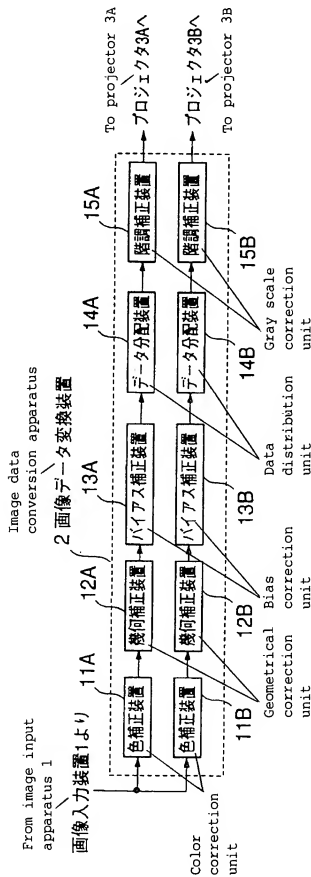 Image data
conversion apparatus
2 画像データ変換装置
From image input
apparatus 1
画像入力装置1より
11A
12A
13A
14A
15A
色補正装置
幾何補正装置
バイアス補正装置
データ分配装置
階調補正装置
To projector 3A
プロジェクタ3Aへ
色補正装置
幾何補正装置
バイアス補正装置
データ分配装置
階調補正装置
プロジェクタ3Bへ
To projector 3B
11B
12B
13B
14B
15B
Color
correction
unit
Geometrical
correction
unit
Bias
correction
unit
Data
distribution
unit
Gray scale
correction
unit